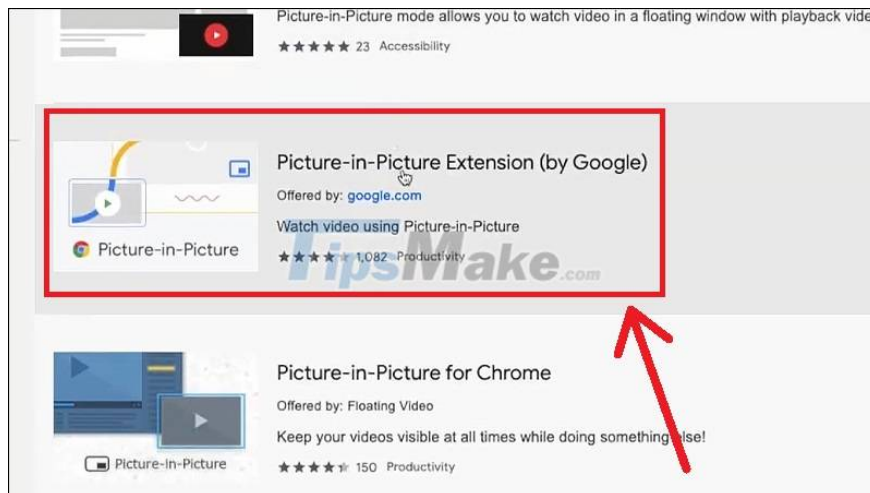 Picture-in-Picture mode allows you to watch video in a floating window with playback vide
★★★★★ 23 Accessibility
Picture-in-Picture Extension (by Google)
Offered by: google.com
Watch video using Picture-in-Picture
Picture-in-Picture
★★★★ 1,082 Productivity
TipsMake.com
Picture-in-Picture for Chrome
Offered by: Floating Video
Keep your videos visible at all times while doing something else!
Picture-In-Picture
★★★★ 150 Productivity